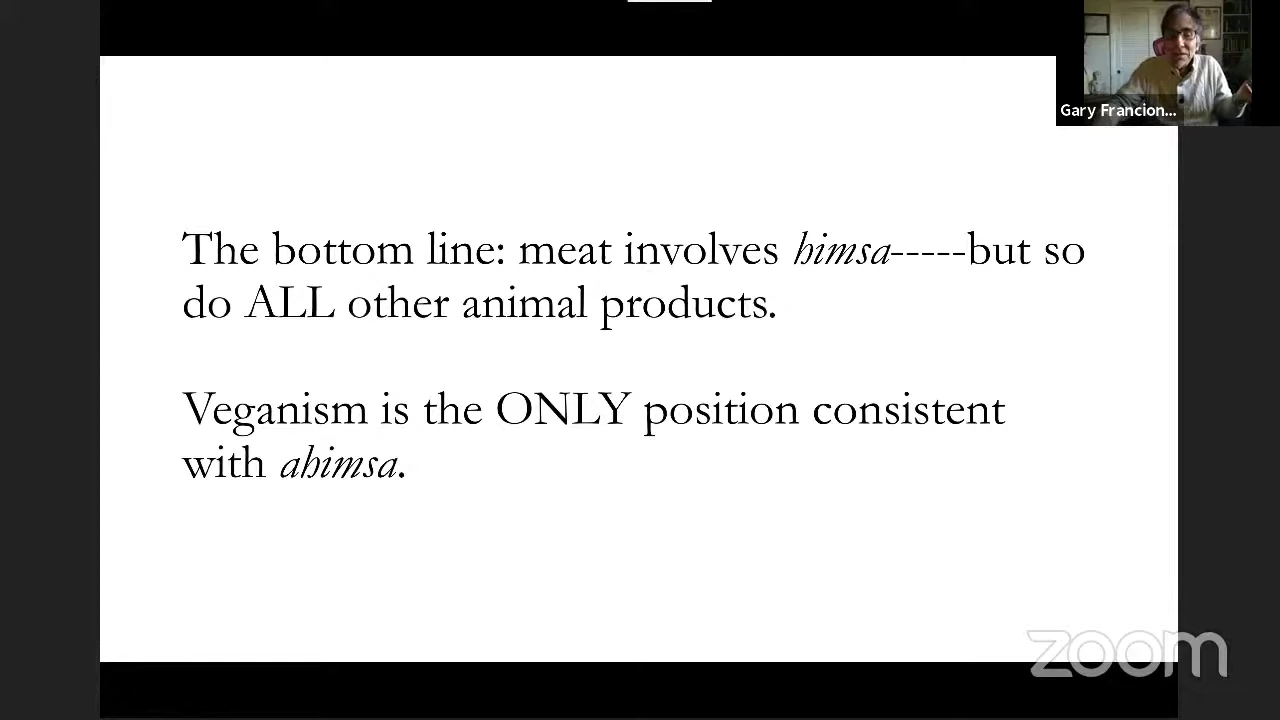 Gary Francion...
The bottom line: meat involves himsa-----but so
do ALL other animal products.
Veganism is the ONLY position consistent
with ahimsa.
zoom